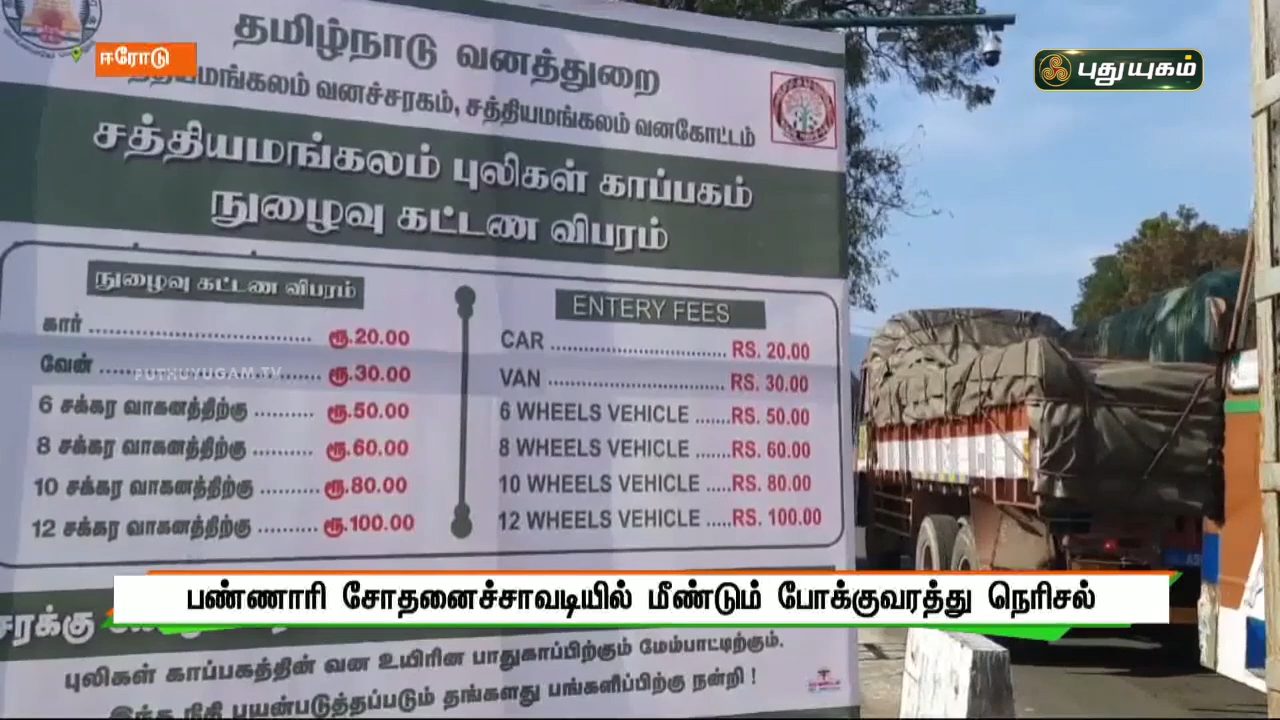 ஈரோடு
புதுயுகம்
தமிழ்நாடு வனத்துறை
வனச்சரகம், சத்தியமங்கலம் வனகோட்டம்
சத்தியமங்கலம் புலிகள் காப்பகம்
நுழைவு கட்டண விபரம்
நுழைவு கட்டண விபரம்
கார் ................................ ரூ.20.00
வேன் ................................ ரூ.30.00
6 சக்கர வாகனத்திற்கு .......... ரூ.50.00
8 சக்கர வாகனத்திற்கு .......... ரூ.60.00
10 சக்கர வாகனத்திற்கு .......... ரூ.80.00
12 சக்கர வாகனத்திற்கு .......... ரூ.100.00
PUTHUYUGAM TV
ENTERY FEES
CAR ................................ RS. 20.00
VAN ................................ RS. 30.00
6 WHEELS VEHICLE .......RS. 50.00
8 WHEELS VEHICLE .......RS. 60.00
10 WHEELS VEHICLE .....RS. 80.00
12 WHEELS VEHICLE .....RS. 100.00
பண்ணாரி சோதனைச்சாவடியில் மீண்டும் போக்குவரத்து நெரிசல்
புலிகள் காப்பகத்தின் வன உயிரின பாதுகாப்பிற்கும் மேம்பாட்டிற்கும்.
இந்த நிதி பயன்படுத்தப்படும் தங்களது பங்களிப்பிற்கு நன்றி !